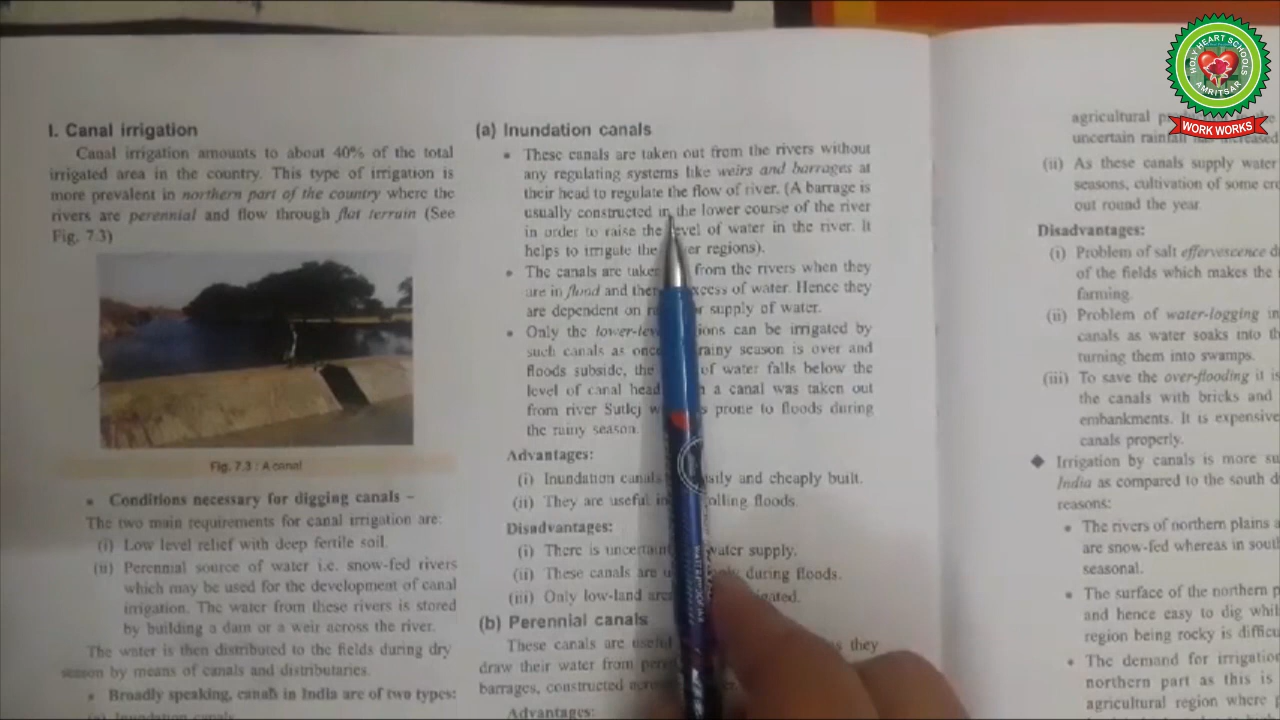 I. Canal irrigation
Canal irrigation amounts to about 40% of the total
irrigated area in the country. This type of irrigation is
more prevalent in northern part of the country where the
rivers are perennial and flow through flat terrain (See
Fig. 7.3)
Fig. 7.3 : A canal
Conditions necessary for digging canals –
The two main requirements for canal irrigation are:
(i) Low level relief with deep fertile soil.
(ii) Perennial source of water i.e. snow-fed rivers
which may be used for the development of canal
irrigation. The water from these rivers is stored
by building a dam or a weir across the river.
The water is then distributed to the fields during dry
season by means of canals and distributaries.
Broadly speaking, canals in India are of two types:
(a) Inundation canals
(a) Inundation canals
These canals are taken out from the rivers without
any regulating systems like weirs and barrages at
their head to regulate the flow of river. (A barrage is
usually constructed in the lower course of the river
in order to raise the level of water in the river. It
helps to irrigate the regions).
The canals are taken from the rivers when they
are in flood and excess of water. Hence they
are dependent on supply of water.
Only the can be irrigated by
such canals as rainy season is over and
floods subside, the of water falls below the
level of canal head a canal was taken out
from river Sutlej prone to floods during
the rainy season.
Advantages:
(i) Inundation canals easily and cheaply built.
(ii) They are useful in floods.
Disadvantages:
(i) There is water supply.
(ii) These canals are during floods.
(iii) Only low-land
(b) Perennial canals
These canals are useful as they
draw their water from
barrages, constructed
Advantages:
agricultural
uncertain
(ii) As these canals supply water
seasons, cultivation of some
out round the year.
Disadvantages:
(i) Problem of salt effervescence
of the fields which makes the
farming.
(ii) Problem of water-logging
canals as water soaks into
turning them into swamps.
(iii) To save the over-flooding it is
the canals with bricks and
embankments. It is expensive
canals properly.
Irrigation by canals is more
India as compared to the south
reasons:
The rivers of northern plains
are snow-fed whereas in
seasonal.
The surface of the northern
and hence easy to dig
region being rocky is
The demand for
northern part as this is
agricultural region where
HOLY HEART SCHOOLS
AMRITSAR
WORK WORKS